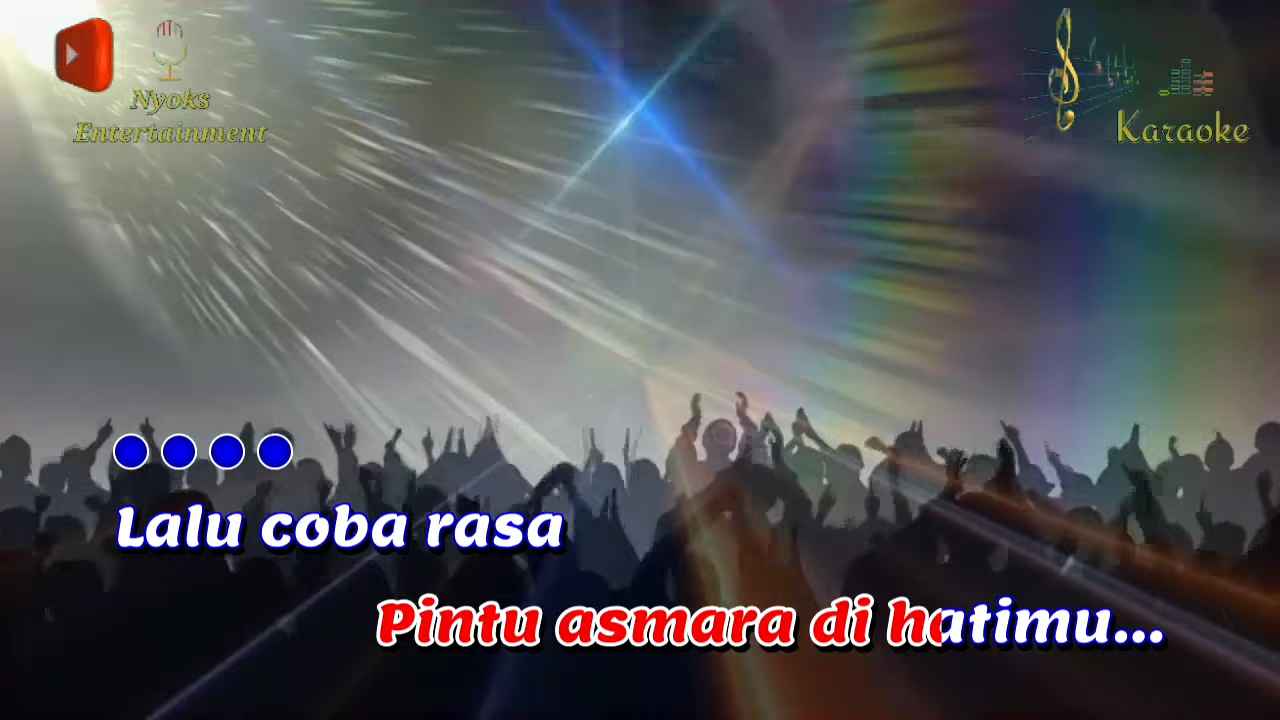 Nyoks
Entertainment
Karaoke
Lalu coba rasa
Pintu asmara di hatimu...